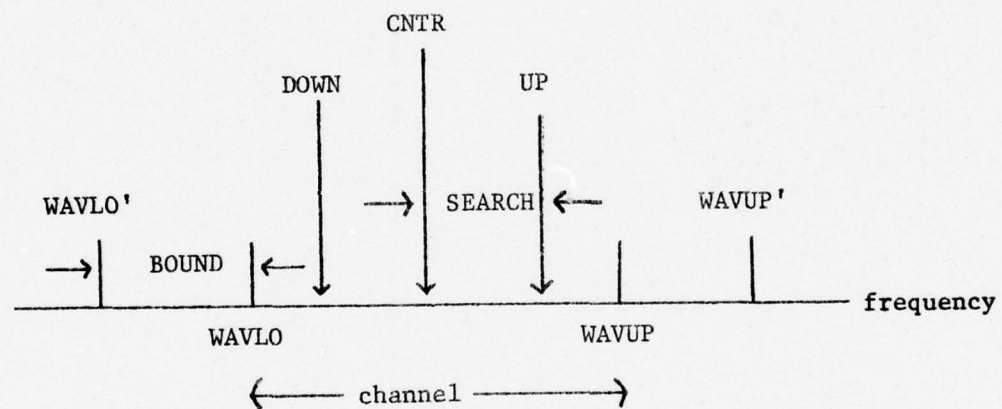 CNTR
DOWN
UP
WAVLO'
SEARCH
WAVUP'
BOUND
frequency
WAVLO
WAVUP
channel